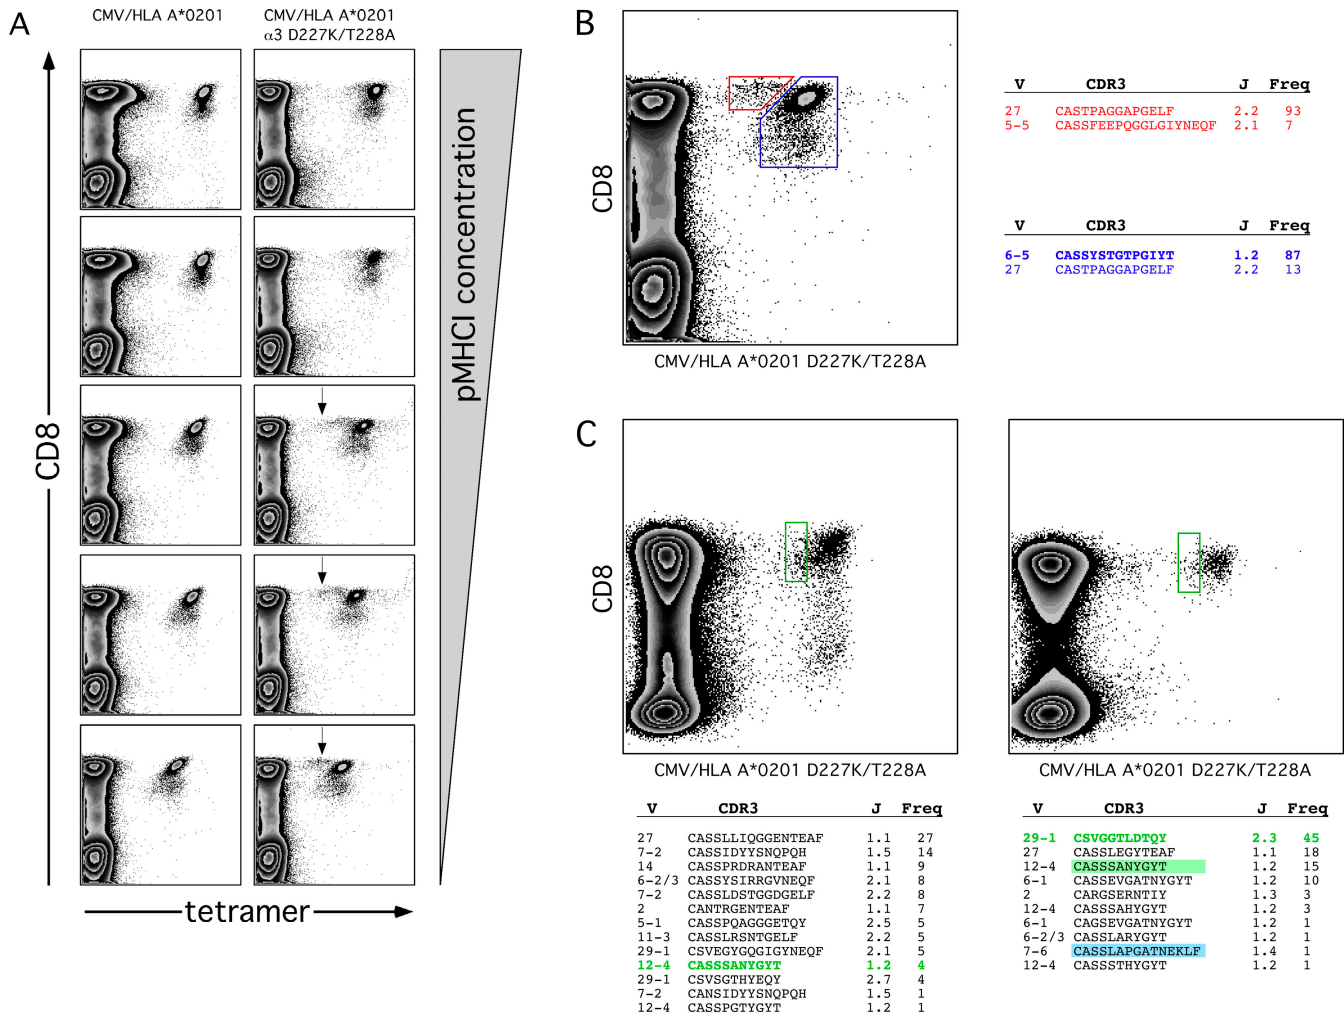 A
CMV/HLA A*0201
CMV/HLA A*0201
α3 D227K/T228A
CD8
tetramer
pMHCI concentration
B
CD8
CMV/HLA A*0201 D227K/T228A
V CDR3 J Freq
27 CASTPAGGAPGELF 2.2 93
5-5 CASSFEEPQGGLGIYNEQF 2.1 7
V CDR3 J Freq
6-5 CASSYSTGTPGIYT 1.2 87
27 CASTPAGGAPGELF 2.2 13
C
CD8
CMV/HLA A*0201 D227K/T228A
V CDR3 J Freq
27 CASSLLIQGGENTEAF 1.1 27
7-2 CASSIDYYSNQPQH 1.5 14
14 CASSPRDRANTEAF 1.1 9
6-2/3 CASSYSIRRGVNEQF 2.1 8
7-2 CASSLDSTGGDGELF 2.2 8
2 CANTRGENTEAF 1.1 7
5-1 CASSPQAGGGETQY 2.5 5
11-3 CASSLRSNTGELF 2.2 5
29-1 CSVEGYGQGIGYNEQF 2.1 5
12-4 CASSSANYGYT 1.2 4
29-1 CSVSGTHYEQY 2.7 4
7-2 CANSIDYYSNQPQH 1.5 1
12-4 CASSPGTYGYT 1.2 1
CMV/HLA A*0201 D227K/T228A
V CDR3 J Freq
29-1 CSVGGTLDTQY 2.3 45
27 CASSLEGYTEAF 1.1 18
12-4 CASSSANYGYT 1.2 15
6-1 CASSEVGATNYGYT 1.2 10
2 CARGSERNTIY 1.3 3
12-4 CASSSAHYGYT 1.2 3
6-1 CAGSEVGATNYGYT 1.2 1
6-2/3 CASSLARYGYT 1.2 1
7-6 CASSLAPGATNEKLF 1.4 1
12-4 CASSSTHYGYT 1.2 1